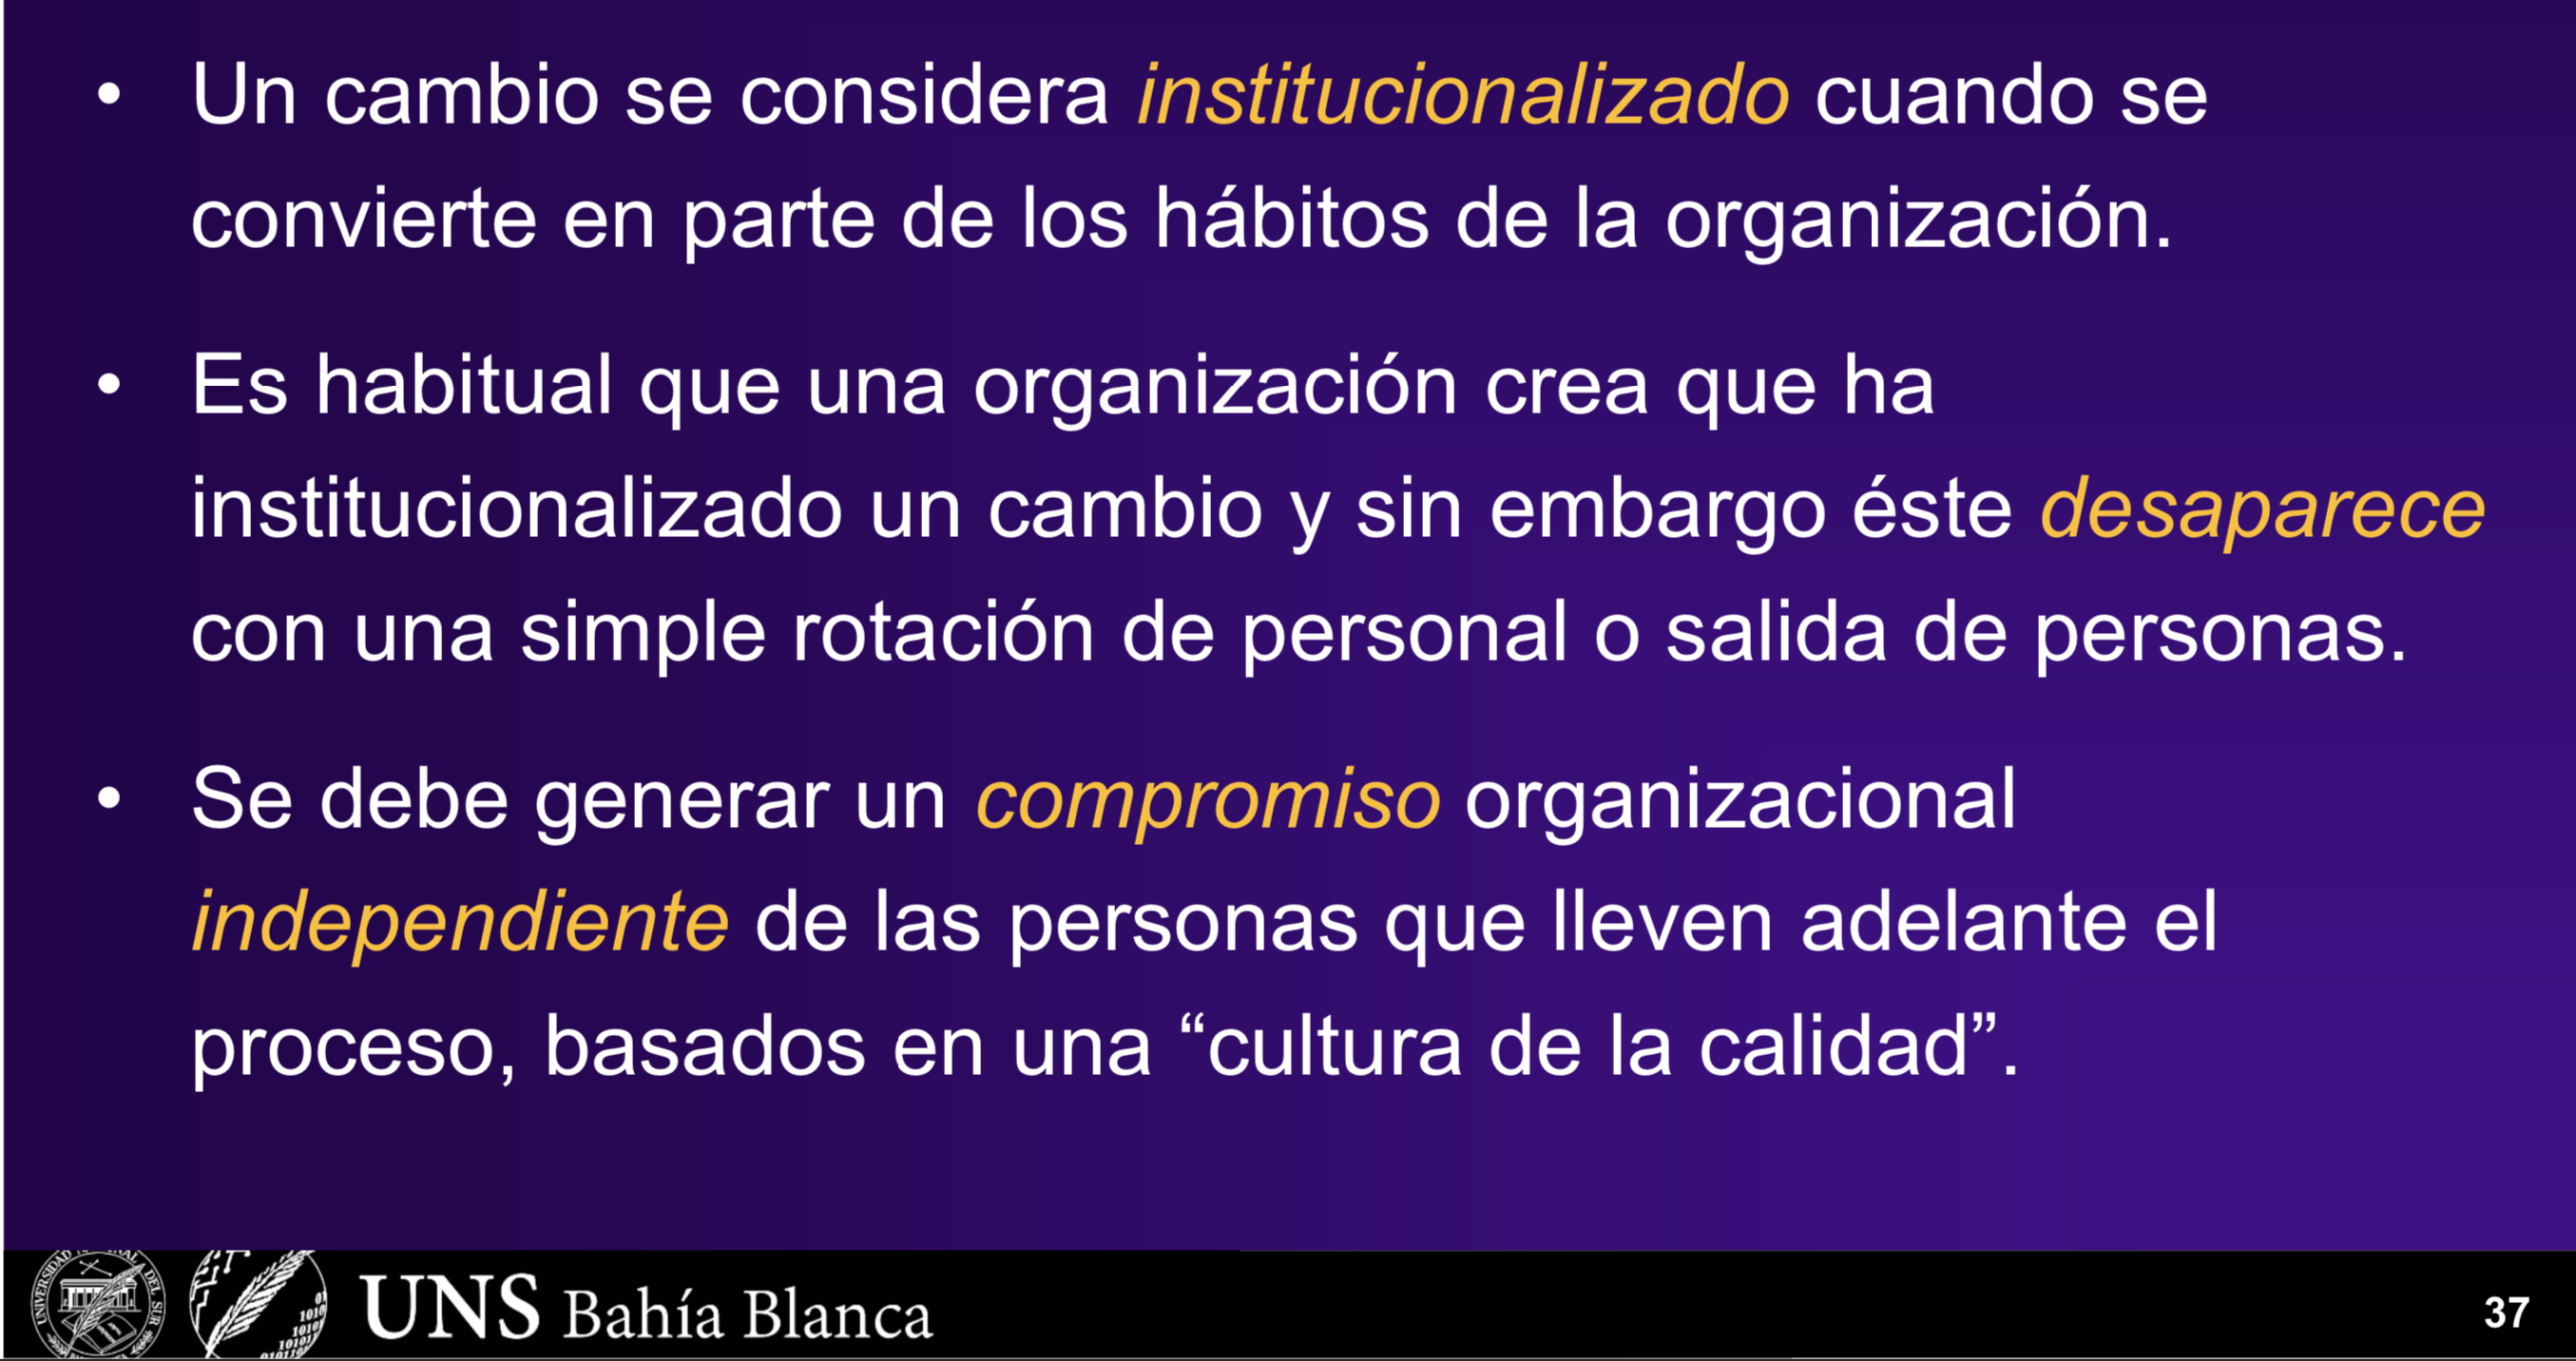 • Un cambio se considera institucionalizado cuando se
convierte en parte de los hábitos de la organización.
• Es habitual que una organización crea que ha
institucionalizado un cambio y sin embargo éste desaparece
con una simple rotación de personal o salida de personas.
• Se debe generar un compromiso organizacional
independiente de las personas que lleven adelante el
proceso, basados en una “cultura de la calidad”.
UNS Bahía Blanca
37